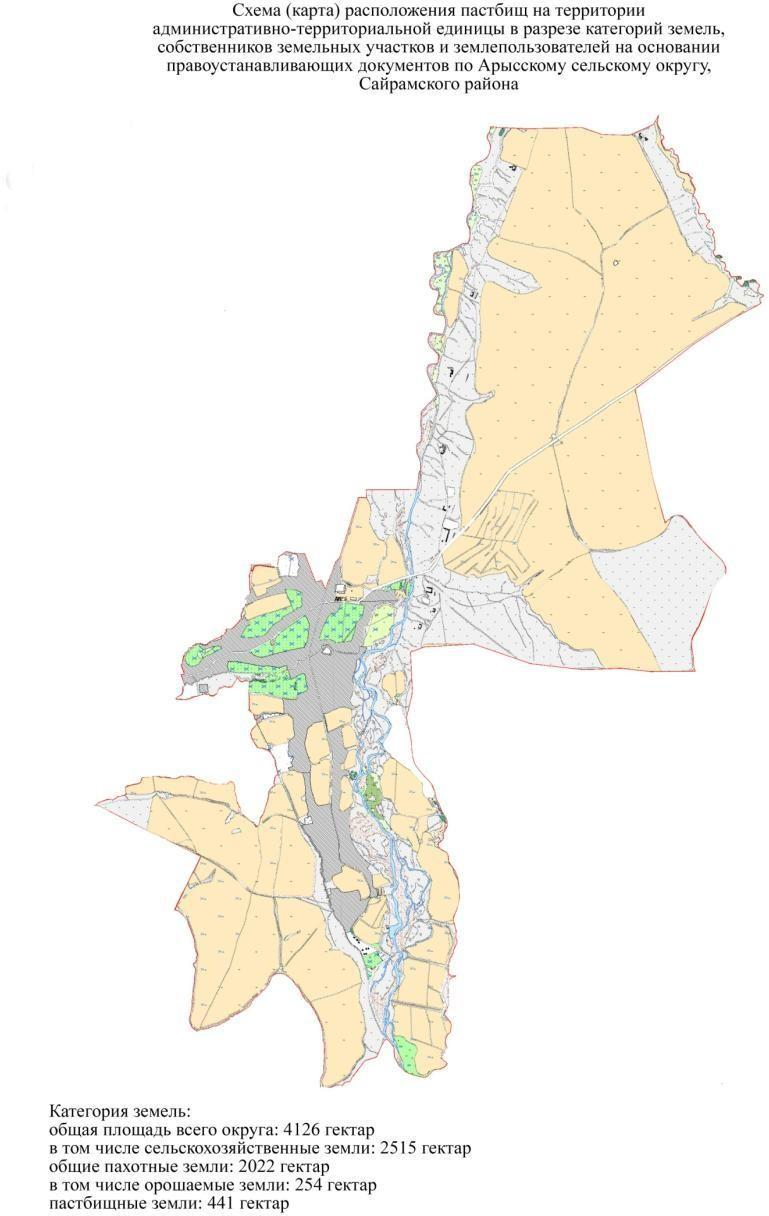 Схема (карта) расположения пастбищ на территории
административно-территориальной единицы в разрезе категорий земель,
собственников земельных участков и землепользователей на основании
правоустанавливающих документов по Арысскому сельскому округу,
Сайрамского района
Категория земель:
общая площадь всего округа: 4126 гектар
в том числе сельскохозяйственные земли: 2515 гектар
общие пахотные земли: 2022 гектар
в том числе орошаемые земли: 254 гектар
пастбищные земли: 441 гектар